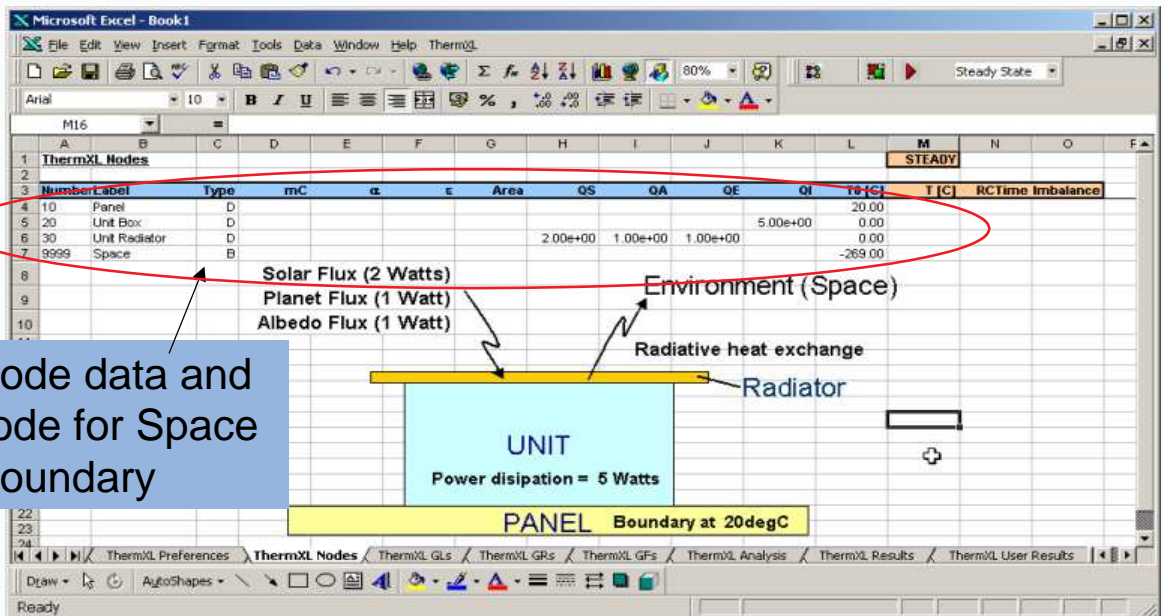 Microsoft Excel - Book1
File Edit View Insert Format Tools Data Window Help ThermXL
80% Steady State
Arial 10 B I U % ,
M16 =
A B C D E F G H I J K L M N O
1 ThermXL Nodes STEADY
2
3 Number Label Type mC α ε Area QS QA QE QI T0 [C] T [C] RCTime Imbalance
4 10 Panel D 20.00
5 20 Unit Box D 5.00e+00 0.00
6 30 Unit Radiator D 2.00e+00 1.00e+00 1.00e+00 0.00
7 9999 Space B -269.00
8
Solar Flux (2 Watts)
Environment (Space)
9
Planet Flux (1 Watt)
10
Albedo Flux (1 Watt)
Radiative heat exchange
Radiator
ode data and
ode for Space
oundary
UNIT
Power disipation = 5 Watts
22
PANEL Boundary at 20degC
23
24
ThermXL Preferences ThermXL Nodes ThermXL GLs ThermXL GRs ThermXL GFs ThermXL Analysis ThermXL Results ThermXL User Results
Draw AutoShapes
Ready